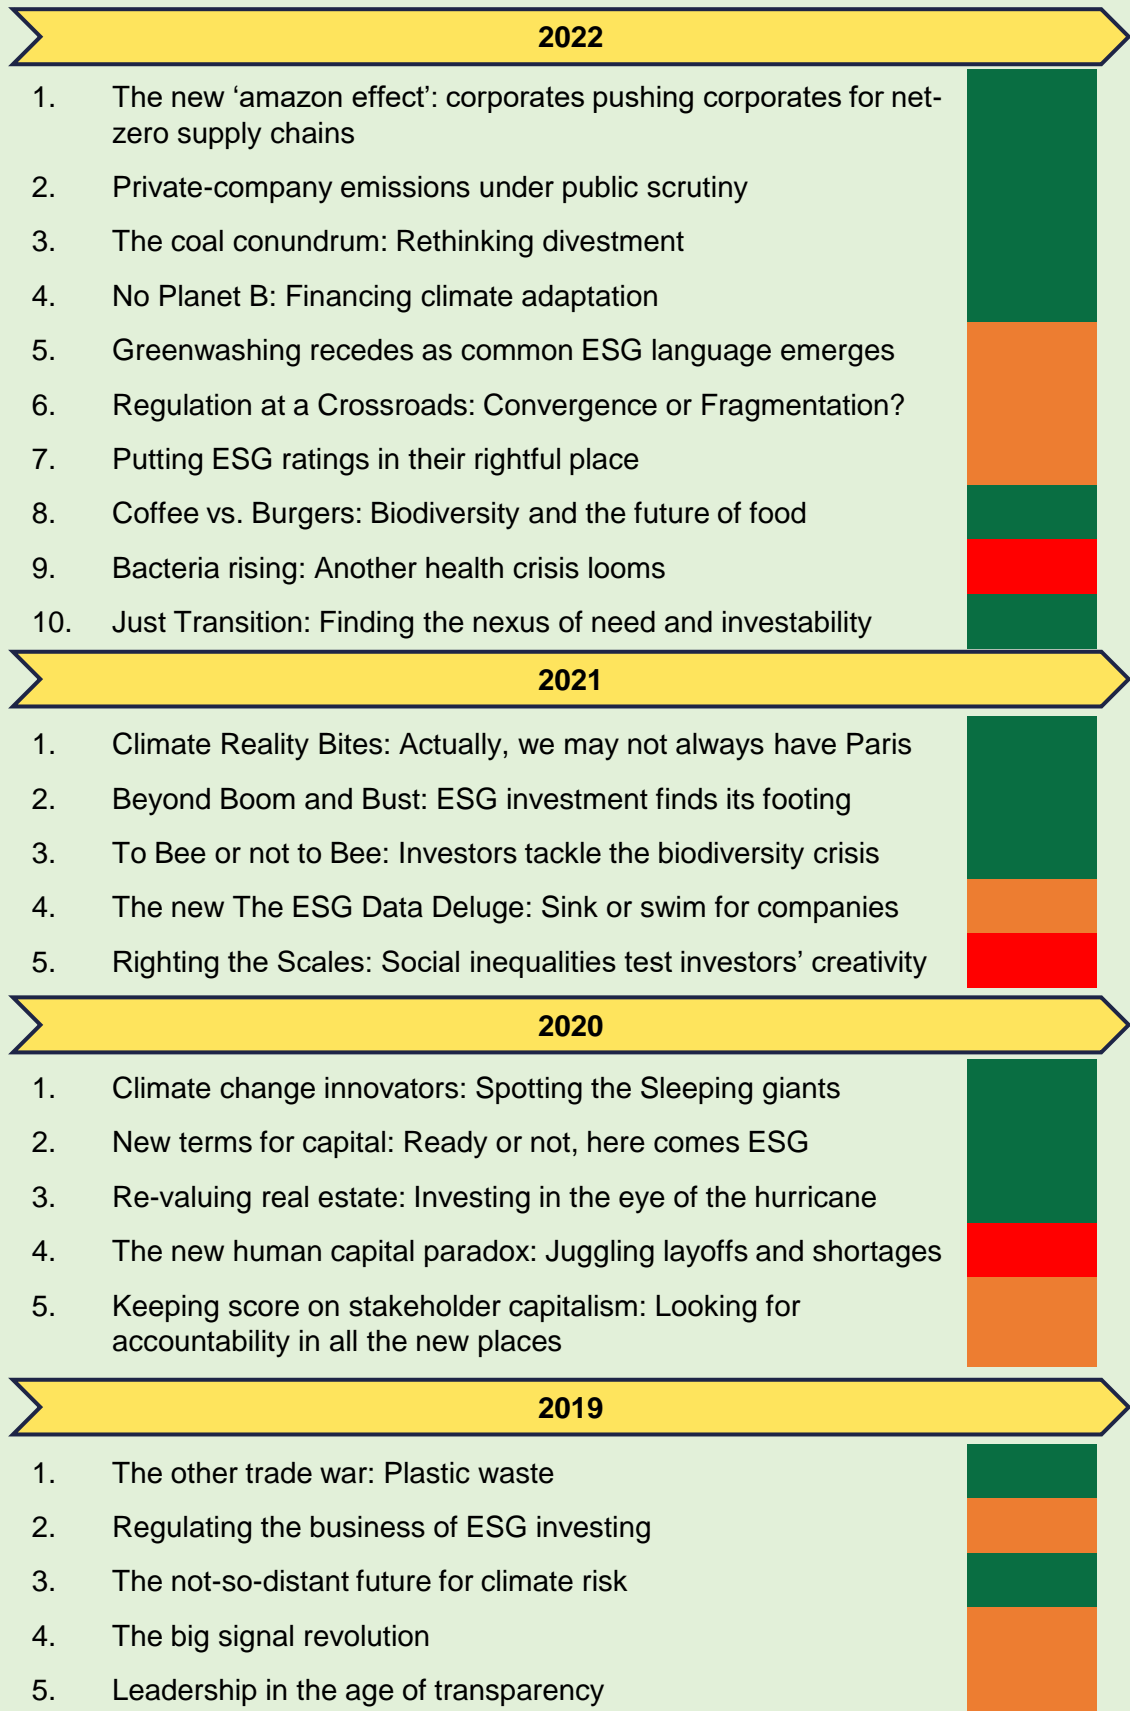 2022
1. The new ‘amazon effect’: corporates pushing corporates for net-
zero supply chains
2. Private-company emissions under public scrutiny
3. The coal conundrum: Rethinking divestment
4. No Planet B: Financing climate adaptation
5. Greenwashing recedes as common ESG language emerges
6. Regulation at a Crossroads: Convergence or Fragmentation?
7. Putting ESG ratings in their rightful place
8. Coffee vs. Burgers: Biodiversity and the future of food
9. Bacteria rising: Another health crisis looms
10. Just Transition: Finding the nexus of need and investability
2021
1. Climate Reality Bites: Actually, we may not always have Paris
2. Beyond Boom and Bust: ESG investment finds its footing
3. To Bee or not to Bee: Investors tackle the biodiversity crisis
4. The new The ESG Data Deluge: Sink or swim for companies
5. Righting the Scales: Social inequalities test investors’ creativity
2020
1. Climate change innovators: Spotting the Sleeping giants
2. New terms for capital: Ready or not, here comes ESG
3. Re-valuing real estate: Investing in the eye of the hurricane
4. The new human capital paradox: Juggling layoffs and shortages
5. Keeping score on stakeholder capitalism: Looking for
accountability in all the new places
2019
1. The other trade war: Plastic waste
2. Regulating the business of ESG investing
3. The not-so-distant future for climate risk
4. The big signal revolution
5. Leadership in the age of transparency